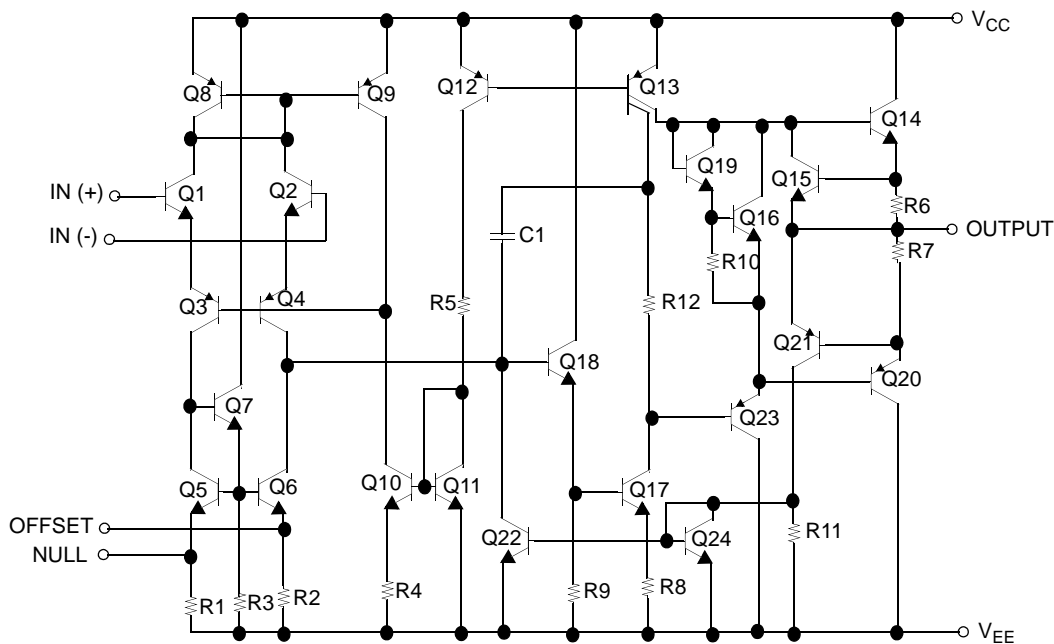 VCC
Q8
Q9
Q12
Q13
Q14
Q19
Q15
Q1
Q2
IN (+)
Q16
R6
IN (-)
C1
OUTPUT
R7
R10
Q3
Q4
R5
R12
Q21
Q18
Q20
Q7
Q23
Q5
Q6
Q10
Q11
Q17
OFFSET
Q22
Q24
R11
NULL
R1
R3
R2
R4
R9
R8
VEE